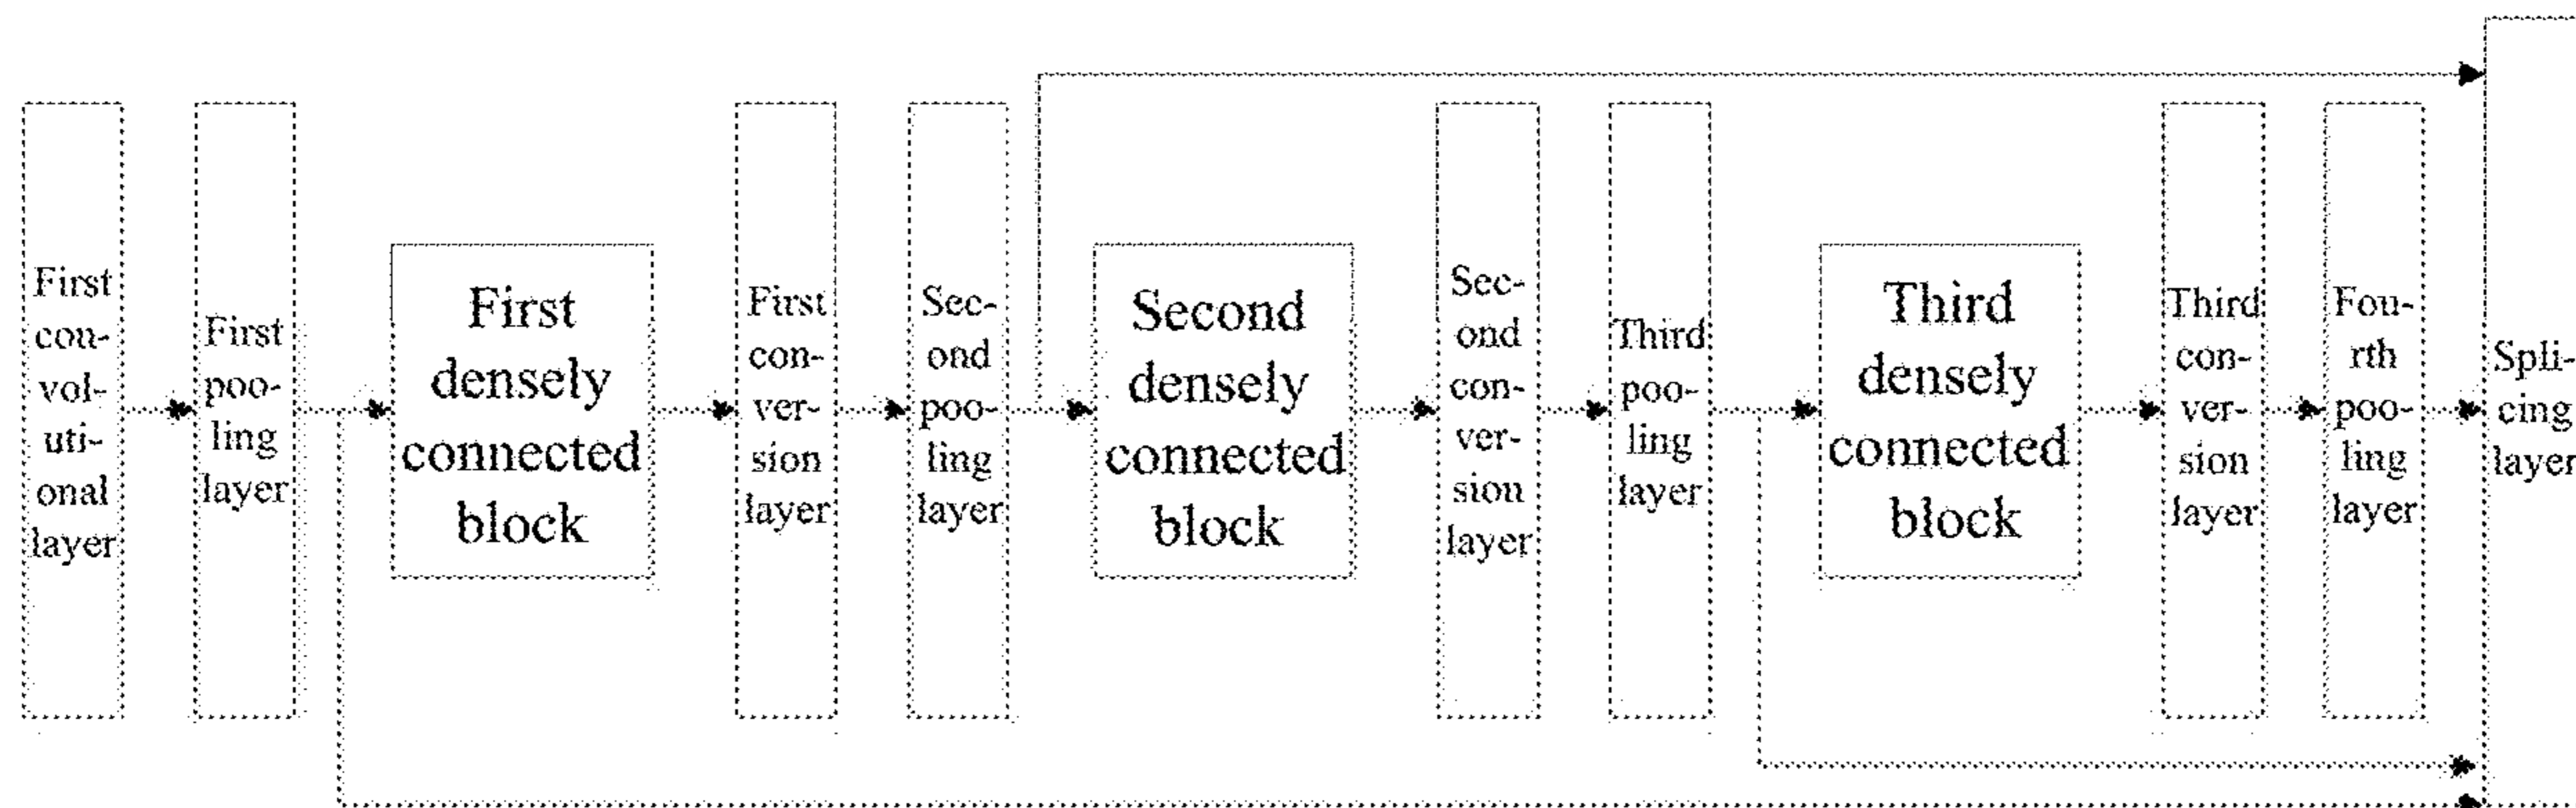 First
con-
vol-
uti-
onal
layer
First
poo-
ling
layer
First
densely
connected
block
First
con-
ver-
sion
layer
Sec-
ond
poo-
ling
layer
Second
densely
connected
block
Sec-
ond
con-
ver-
sion
layer
Third
poo-
ling
layer
Third
densely
connected
block
Third
con-
ver-
sion
layer
Fou-
rth
poo-
ling
layer
Spli-
cing
layer